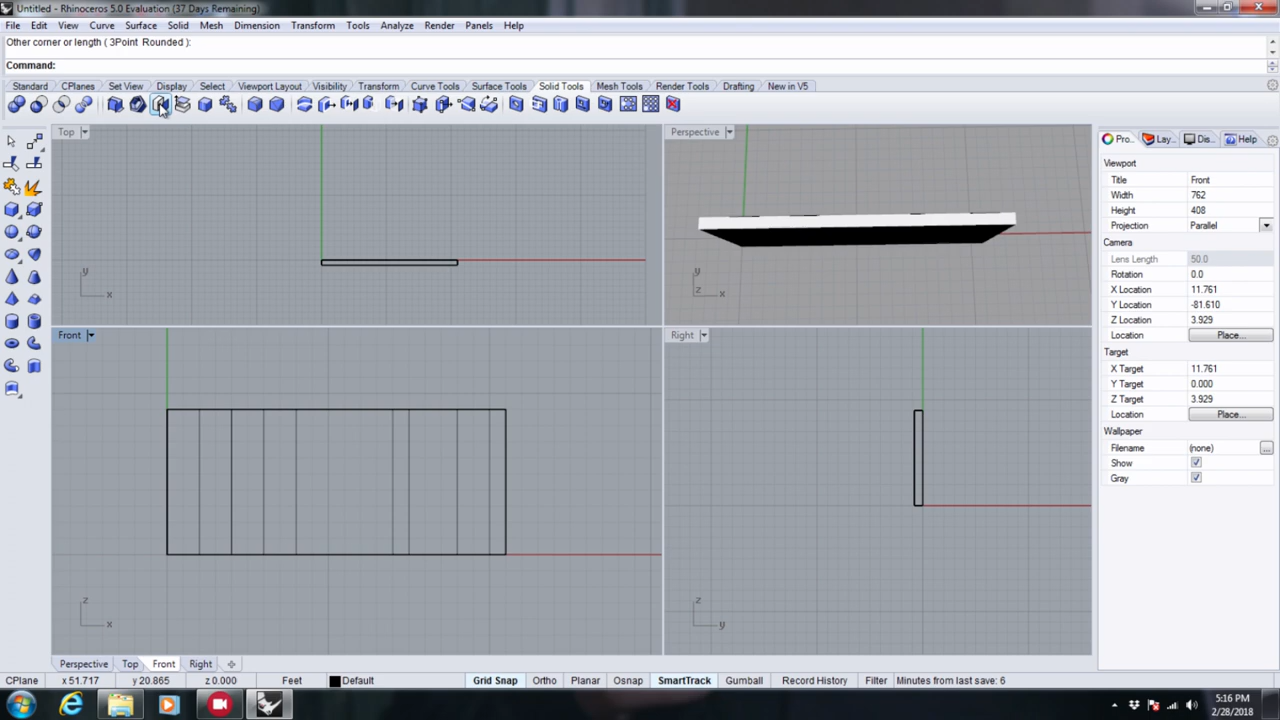 Untitled - Rhinoceros 5.0 Evaluation (37 Days Remaining)
File Edit View Curve Surface Solid Mesh Dimension Transform Tools Analyze Render Panels Help
Other corner or length ( 3Point Rounded ):
Command:
Standard CPlanes Set View Display Select Viewport Layout Visibility Transform Curve Tools Surface Tools Solid Tools Mesh Tools Render Tools Drafting New in V5
Top
y
x
Perspective
y
z x
Front
z
x
Right
z
y
Pro... Lay... Dis... Help
Viewport
Title Front
Width 762
Height 408
Projection Parallel
Camera
Lens Length 50.0
Rotation 0.0
X Location 11.761
Y Location -81.610
Z Location 3.929
Location Place...
Target
X Target 11.761
Y Target 0.000
Z Target 3.929
Location Place...
Wallpaper
Filename (none) ...
Show
Gray
Perspective Top Front Right
CPlane x 51.717 y 20.865 z 0.000 Feet Default Grid Snap Ortho Planar Osnap SmartTrack Gumball Record History Filter Minutes from last save: 6
5:16 PM
2/28/2018